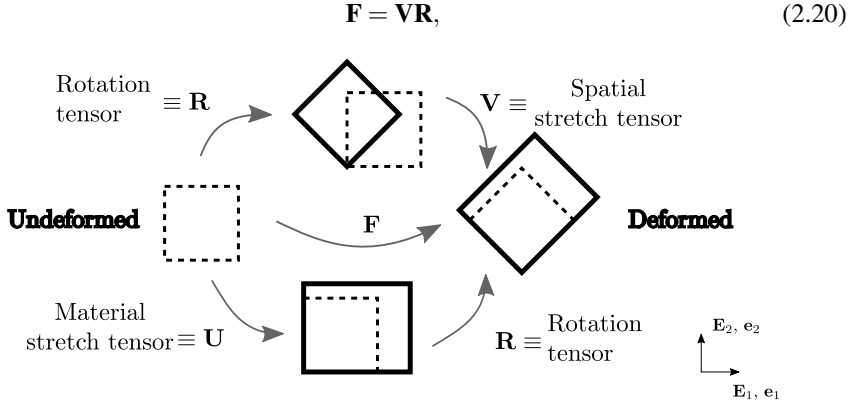 F = VR, (2.20)
Rotation
tensor ≡ R
V ≡ Spatial
stretch tensor
Undeformed
F
Deformed
Material
stretch tensor ≡ U
R ≡ Rotation
tensor
E₂, e₂
E₁, e₁